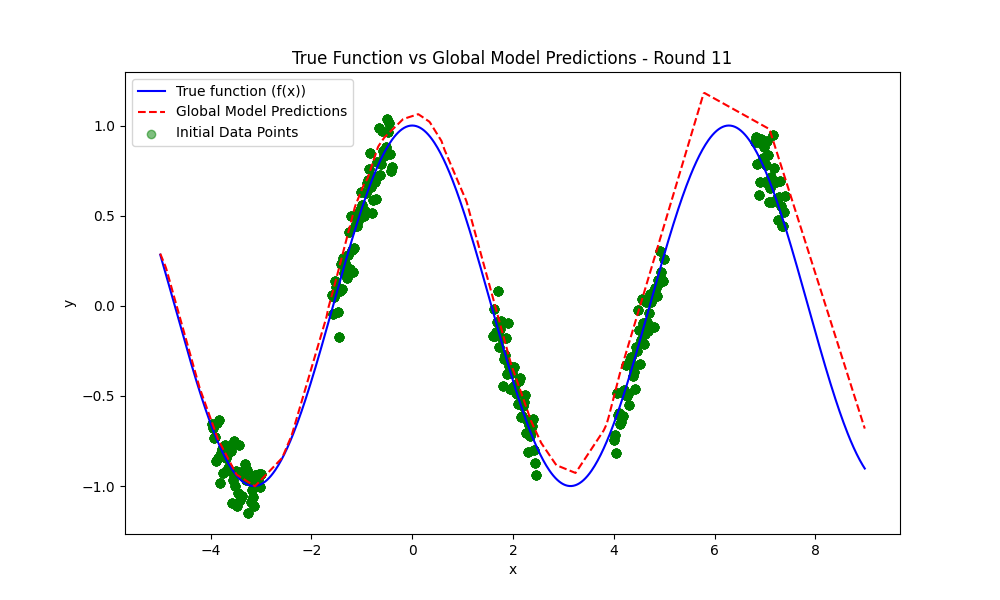 True Function vs Global Model Predictions - Round 11
True function (f(x))
Global Model Predictions
Initial Data Points
1.0
0.5
0.0
−0.5
−1.0
y
−4
−2
0
2
4
6
8
x